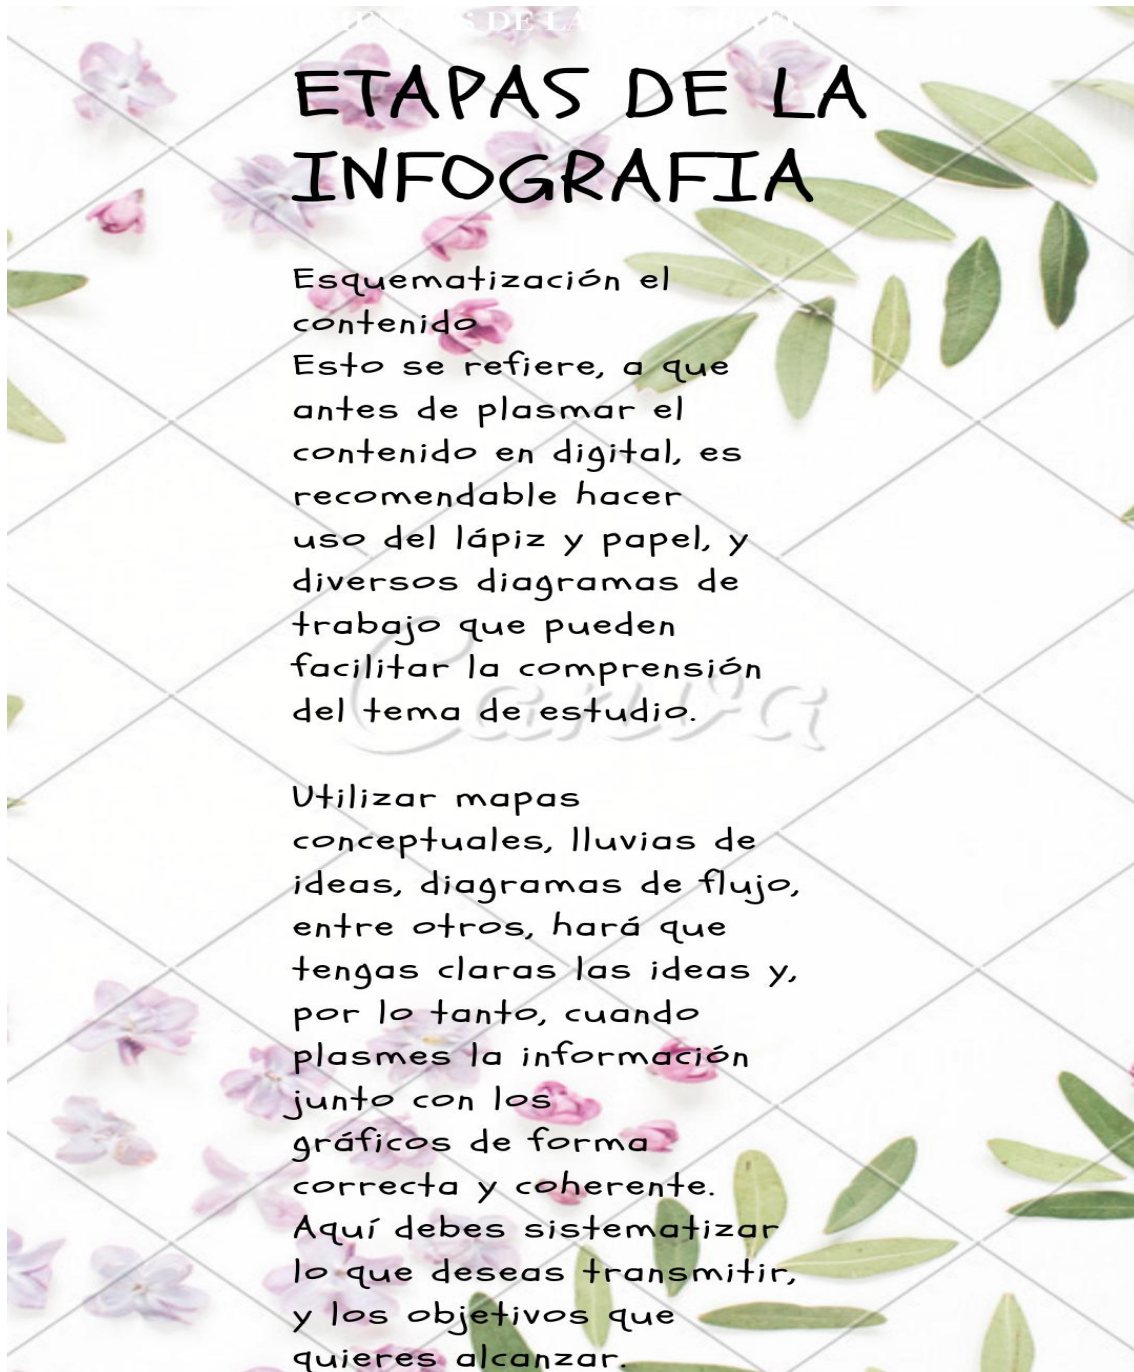 S DE LA
ETAPAS DE LA
INFOGRAFIA
Esquematización el
contenido
Esto se refiere, a que
antes de plasmar el
contenido en digital, es
recomendable hacer
uso del lápiz y papel, y
diversos diagramas de
trabajo que pueden
facilitar la comprensión
del tema de estudio.
Canva
Utilizar mapas
conceptuales, lluvias de
ideas, diagramas de flujo,
entre otros, hará que
tengas claras las ideas y,
por lo tanto, cuando
plasmes la información
junto con los
gráficos de forma
correcta y coherente.
Aquí debes sistematizar
lo que deseas transmitir,
y los objetivos que
quieres alcanzar.